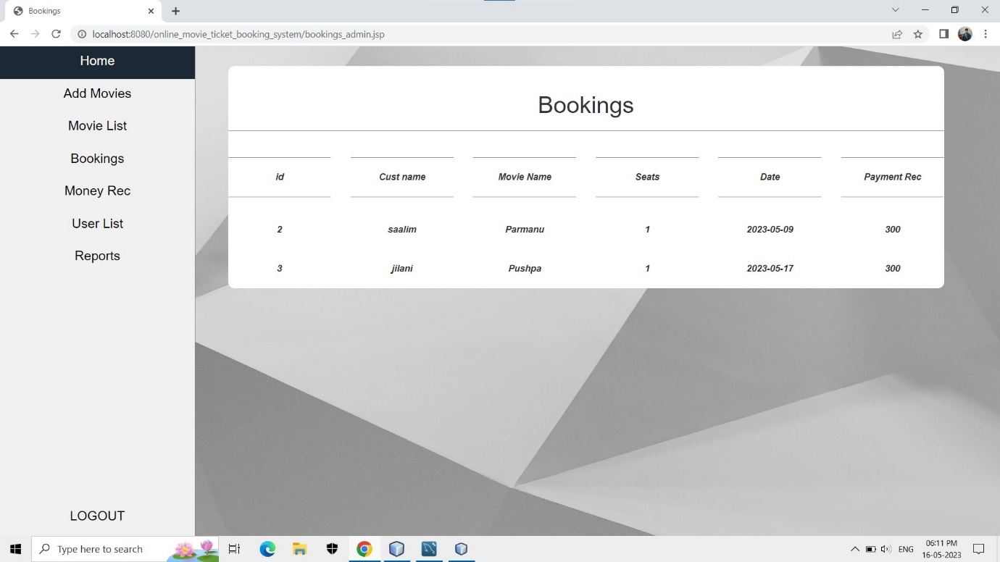 Bookings
localhost:8080/online_movie_ticket_booking_system/bookings_admin.jsp
Home
Add Movies
Movie List
Bookings
Money Rec
User List
Reports
LOGOUT
Bookings
id Cust name Movie Name Seats Date Payment Rec
2 saalim Parmanu 1 2023-05-09 300
3 jilani Pushpa 1 2023-05-17 300
Type here to search
ENG
06:11 PM
16-05-2023